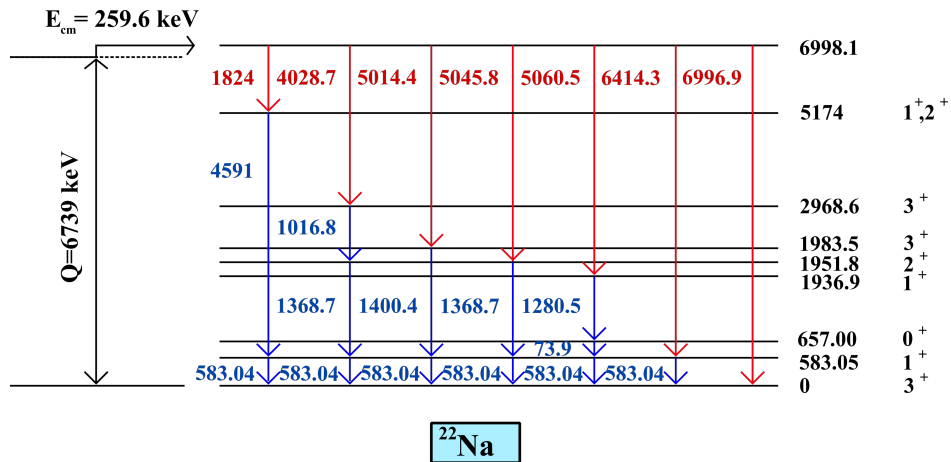 E_cm = 259.6 keV
6998.1
1824 4028.7 5014.4 5045.8 5060.5 6414.3 6996.9
5174 1⁺,2⁺
Q=6739 keV
4591
2968.6 3⁺
1016.8
1983.5 3⁺
1951.8 2⁺
1936.9 1⁺
1368.7 1400.4 1368.7 1280.5
657.00 0⁺
73.9
583.05 1⁺
583.04 583.04 583.04 583.04 583.04 583.04
0 3⁺
²²Na